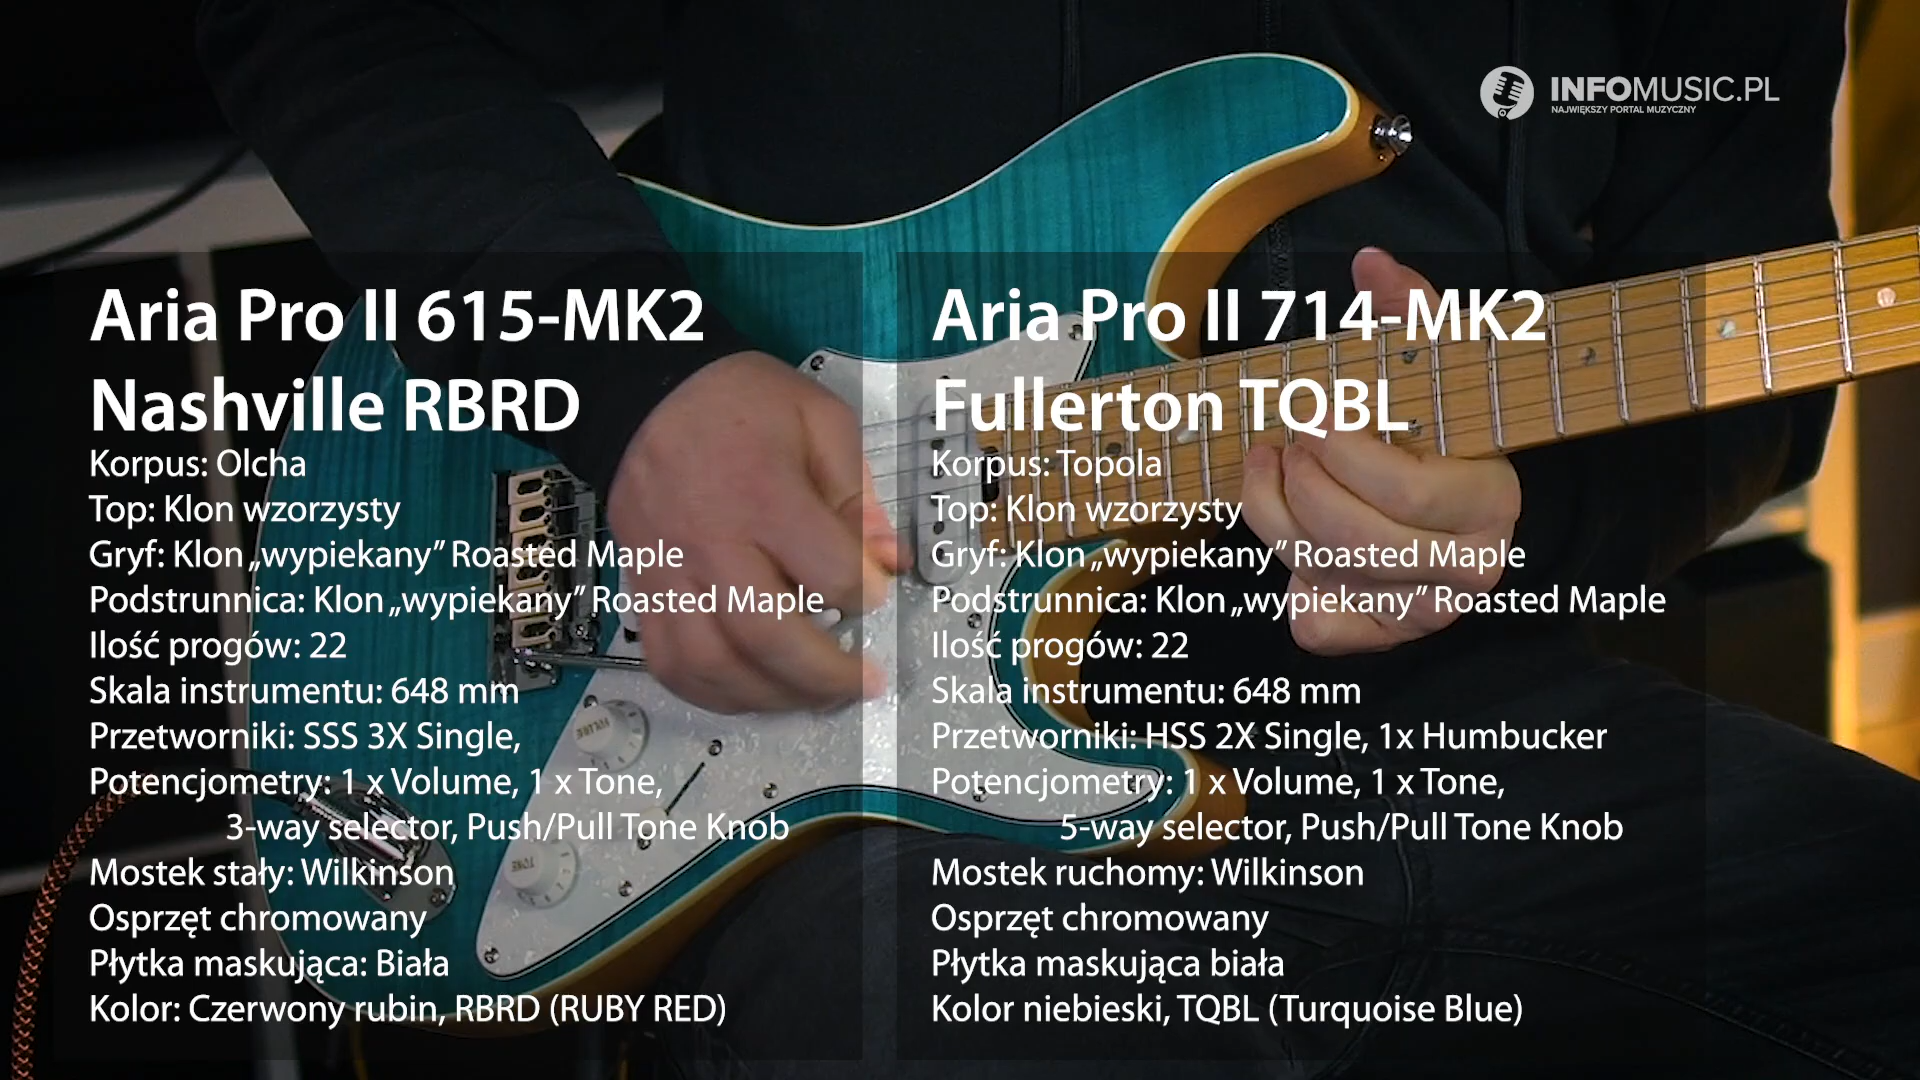 INFOMUSIC.PL
NAJWIĘKSZY PORTAL MUZYCZNY
Aria Pro II 615-MK2
Nashville RBRD
Korpus: Olcha
Top: Klon wzorzysty
Gryf: Klon „wypiekany” Roasted Maple
Podstrunnica: Klon „wypiekany” Roasted Maple
Ilość progów: 22
Skala instrumentu: 648 mm
Przetworniki: SSS 3X Single,
Potencjometry: 1 x Volume, 1 x Tone,
3-way selector, Push/Pull Tone Knob
Mostek stały: Wilkinson
Osprzęt chromowany
Płytka maskująca: Biała
Kolor: Czerwony rubin, RBRD (RUBY RED)
Aria Pro II 714-MK2
Fullerton TQBL
Korpus: Topola
Top: Klon wzorzysty
Gryf: Klon „wypiekany” Roasted Maple
Podstrunnica: Klon „wypiekany” Roasted Maple
Ilość progów: 22
Skala instrumentu: 648 mm
Przetworniki: HSS 2X Single, 1x Humbucker
Potencjometry: 1 x Volume, 1 x Tone,
5-way selector, Push/Pull Tone Knob
Mostek ruchomy: Wilkinson
Osprzęt chromowany
Płytka maskująca biała
Kolor niebieski, TQBL (Turquoise Blue)
VOLUME
TONE